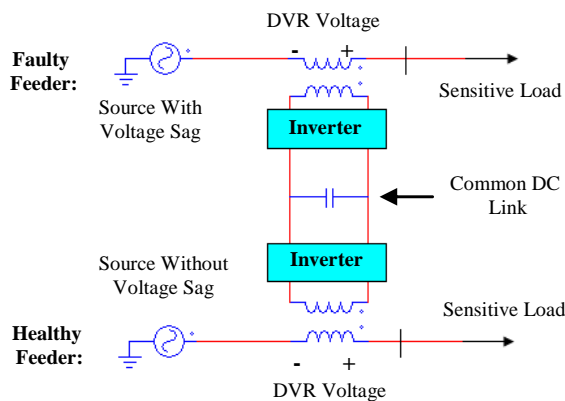 DVR Voltage
- +
Faulty
Feeder:
Source With
Voltage Sag
Sensitive Load
Inverter
Common DC
Link
Inverter
Source Without
Voltage Sag
Sensitive Load
Healthy
Feeder:
- +
DVR Voltage